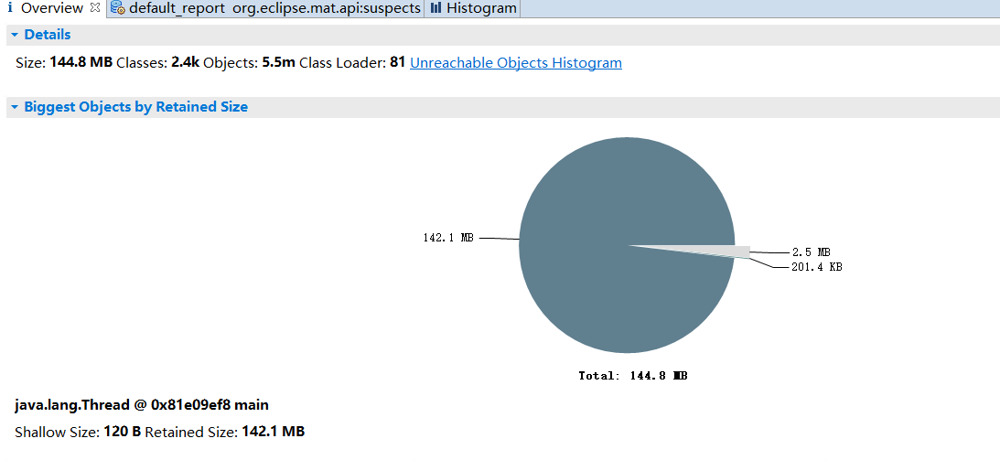 Overview default_report org.eclipse.mat.api:suspects Histogram
Details
Size: 144.8 MB Classes: 2.4k Objects: 5.5m Class Loader: 81 Unreachable Objects Histogram
Biggest Objects by Retained Size
142.1 MB
2.5 MB
201.4 KB
Total: 144.8 MB
java.lang.Thread @ 0x81e09ef8 main
Shallow Size: 120 B Retained Size: 142.1 MB